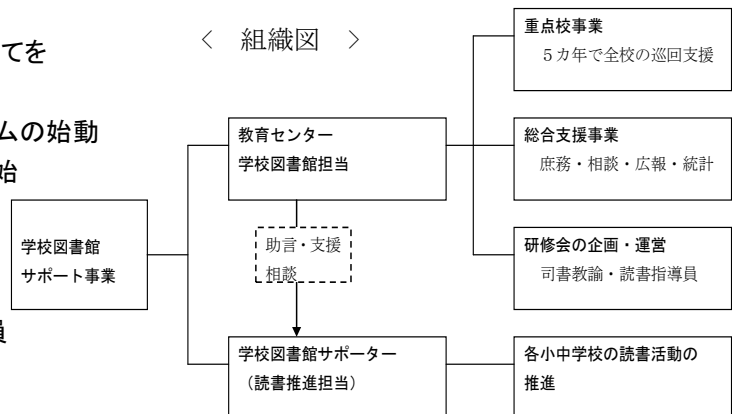 てを
ムの始動
始
員
〈 組織図 〉
学校図書館
サポート事業
教育センター
学校図書館担当
助言・支援
相談
学校図書館サポーター
（読書推進担当）
重点校事業
５カ年で全校の巡回支援
総合支援事業
庶務・相談・広報・統計
研修会の企画・運営
司書教諭・読書指導員
各小中学校の読書活動の
推進